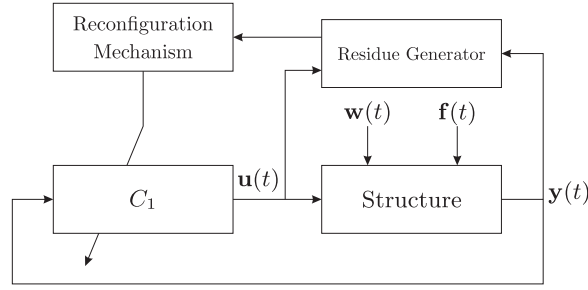 Reconfiguration
Mechanism
Residue Generator
w(t)
f(t)
C₁
u(t)
Structure
y(t)